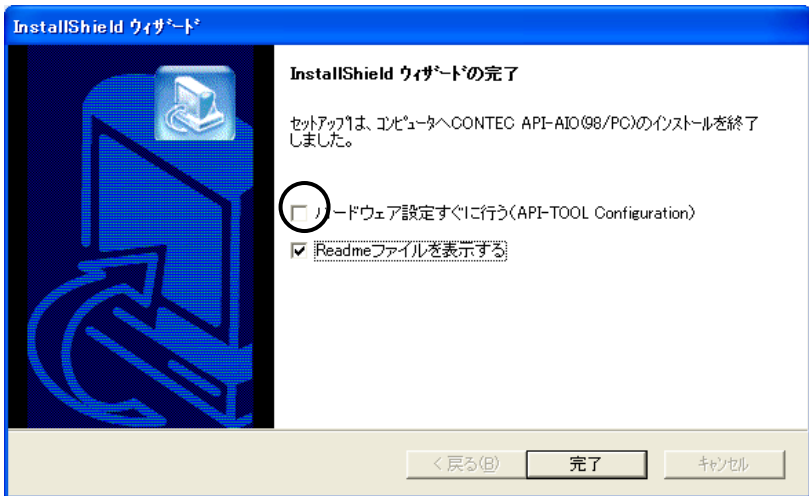 InstallShield ウィザード
InstallShield ウィザードの完了
セットアップは、コンピュータへCONTEC API-AIO(98/PC)のインストールを終了
しました。
ハードウェア設定すぐに行う(API-TOOL Configuration)
Readmeファイルを表示する
< 戻る(B)
完了
キャンセル